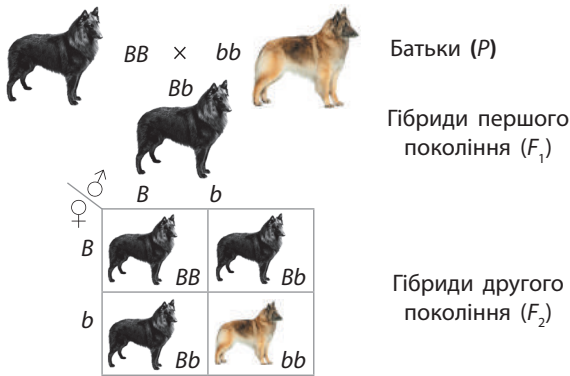 BB × bb
Батьки (P)
Bb
Гібриди першого
покоління (F₁)
♂
♀
B b
B
BB Bb
Гібриди другого
покоління (F₂)
b
Bb bb